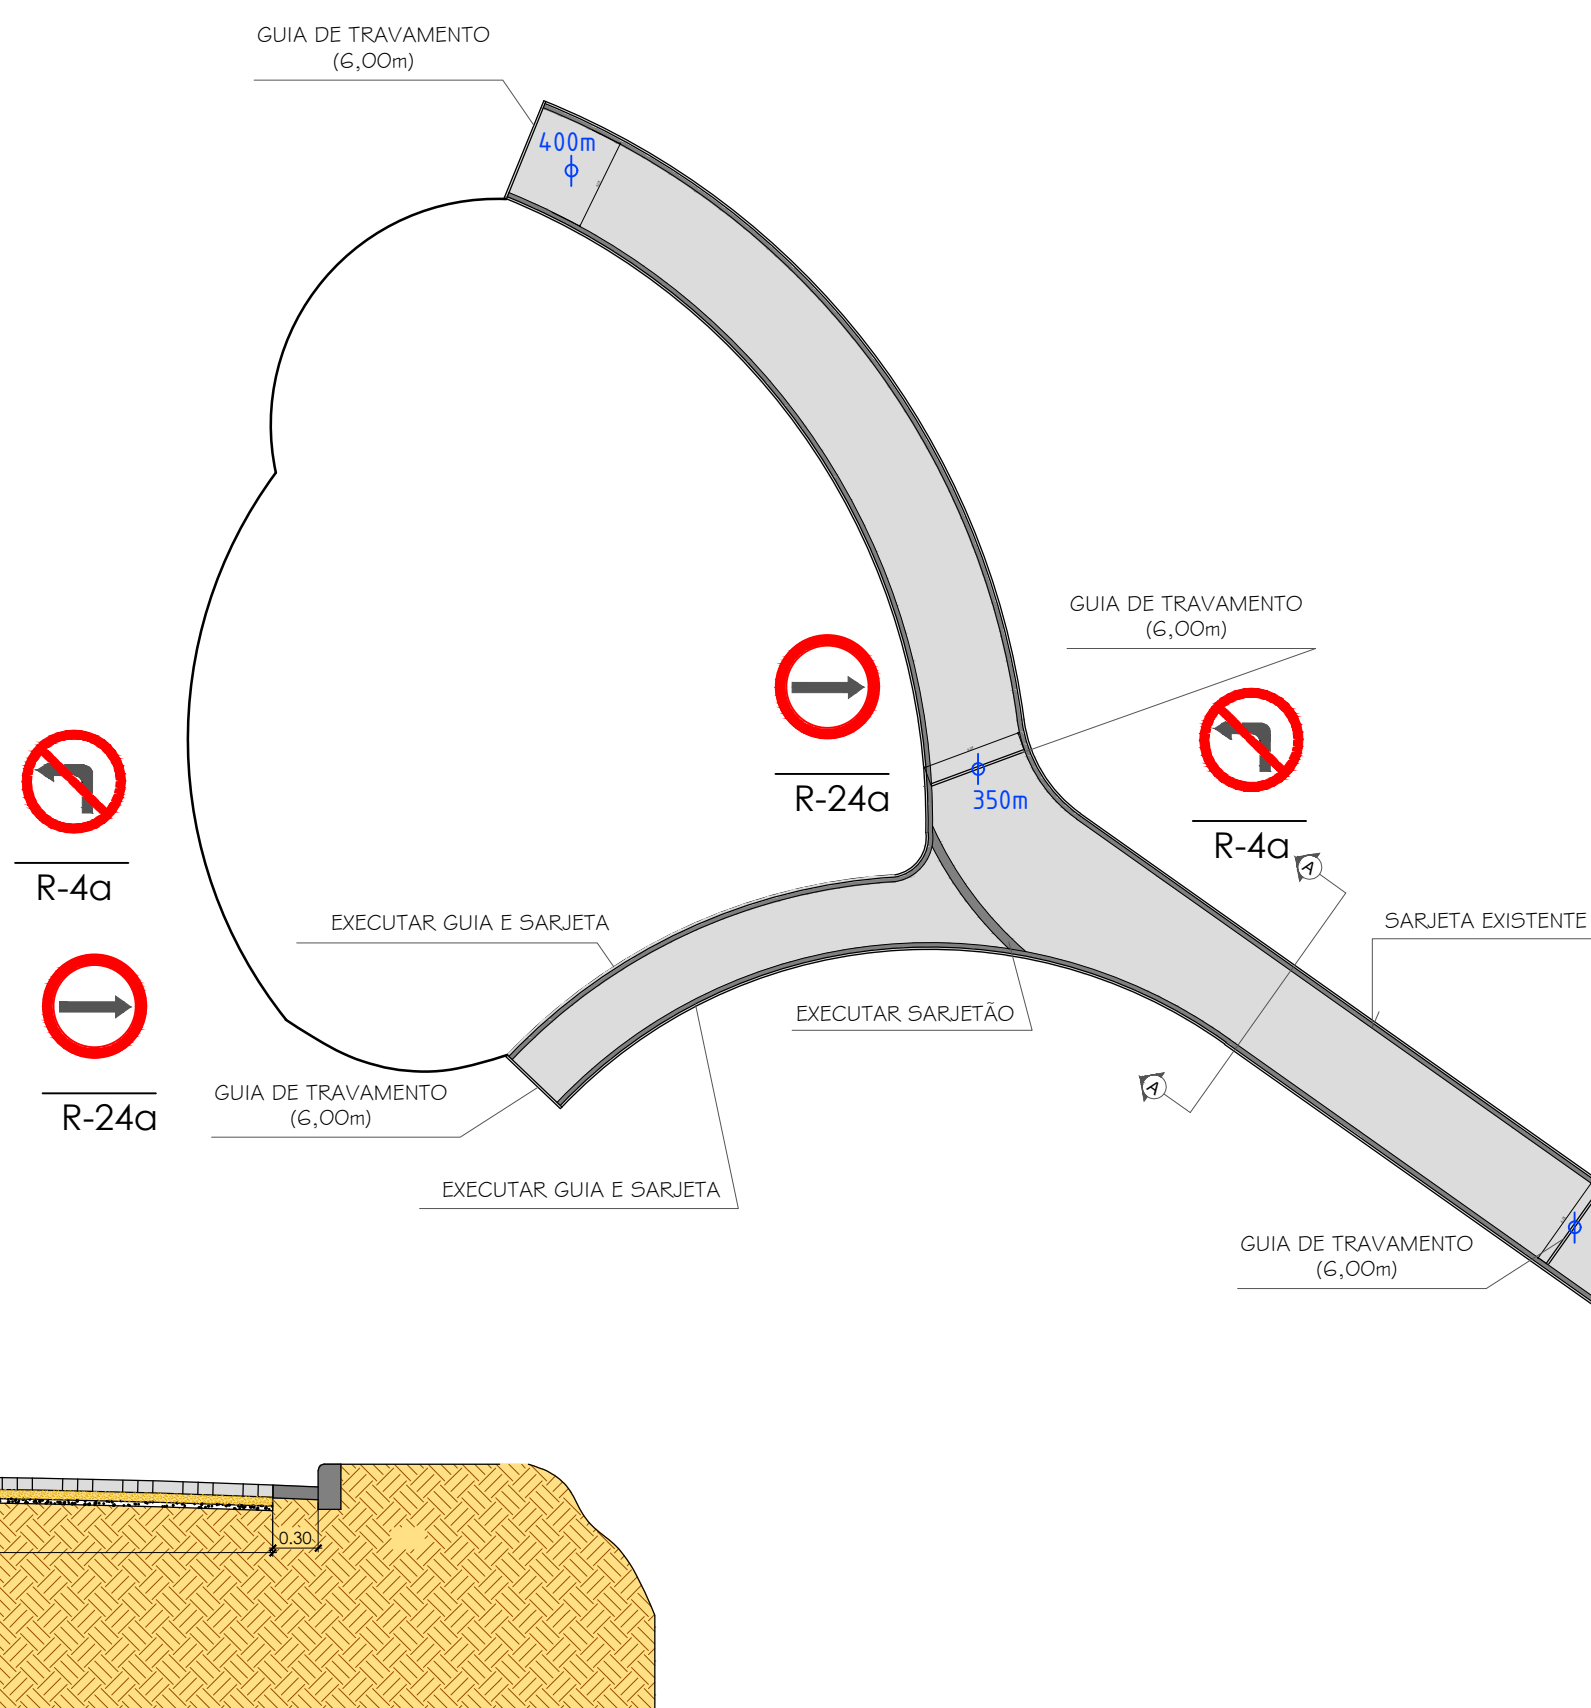 GUIA DE TRAVAMENTO
(6,00m)
400m
GUIA DE TRAVAMENTO
(6,00m)
R-24a
350m
R-4a
R-4a
A
EXECUTAR GUIA E SARJETA
SARJETA EXISTENTE
EXECUTAR SARJETÃO
A
R-24a
GUIA DE TRAVAMENTO
(6,00m)
EXECUTAR GUIA E SARJETA
GUIA DE TRAVAMENTO
(6,00m)
0.30